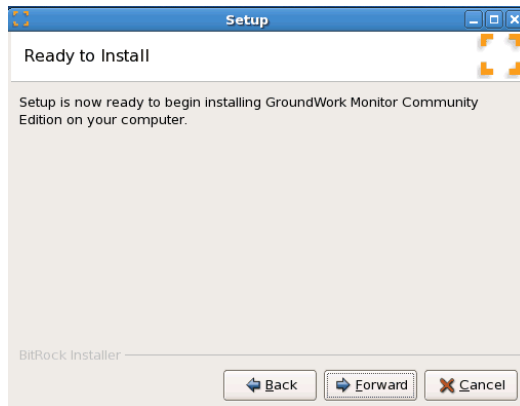 Setup
Ready to Install
Setup is now ready to begin installing GroundWork Monitor Community
Edition on your computer.
BitRock Installer
Back
Forward
Cancel